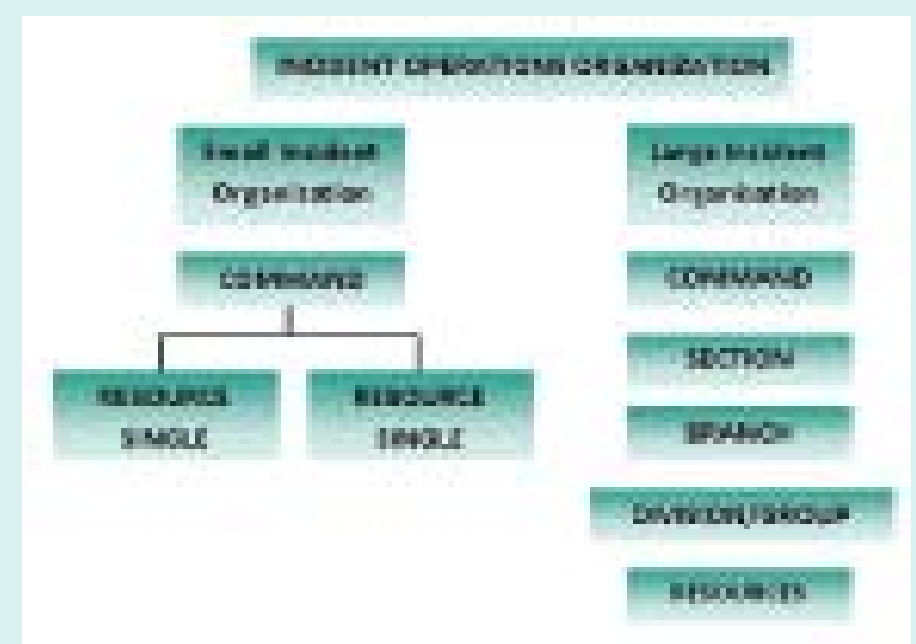 INCIDENT OPERATIONS ORGANIZATION
Small Incident
Organization
Large Incident
Organization
COMMAND
COMMAND
SECTION
RESOURCE
SINGLE
RESOURCE
SINGLE
BRANCH
DIVISION/GROUP
RESOURCES